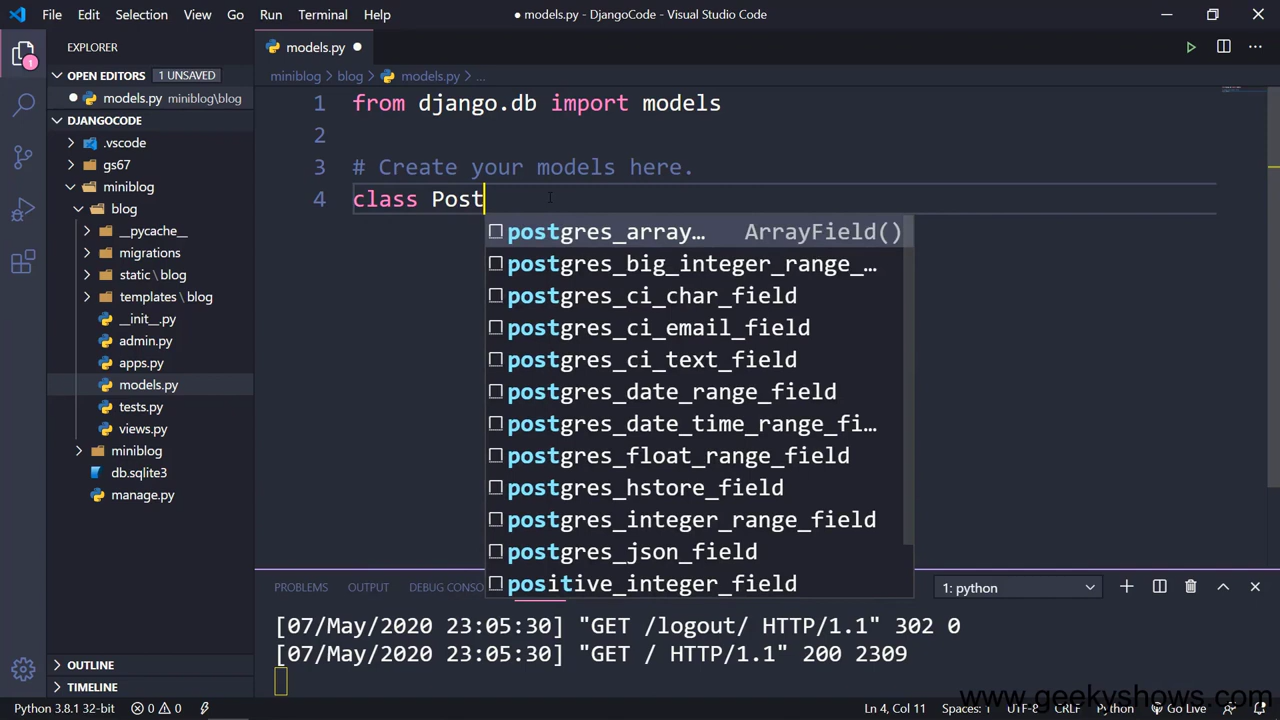 File Edit Selection View Go Run Terminal Help
● models.py - DjangoCode - Visual Studio Code
EXPLORER
models.py
OPEN EDITORS 1 UNSAVED
models.py miniblog\blog
DJANGOCODE
.vscode
gs67
miniblog
blog
__pycache__
migrations
static \ blog
templates \ blog
__init__.py
admin.py
apps.py
models.py
tests.py
views.py
miniblog
db.sqlite3
manage.py
OUTLINE
TIMELINE
1
miniblog > blog > models.py > ...
1 from django.db import models
2
3 # Create your models here.
4 class Post
postgres_array… ArrayField()
postgres_big_integer_range_…
postgres_ci_char_field
postgres_ci_email_field
postgres_ci_text_field
postgres_date_range_field
postgres_date_time_range_fi…
postgres_float_range_field
postgres_hstore_field
postgres_integer_range_field
postgres_json_field
positive_integer_field
PROBLEMS OUTPUT DEBUG CONSO 1: python
[07/May/2020 23:05:30] "GET /logout/ HTTP/1.1" 302 0
[07/May/2020 23:05:30] "GET / HTTP/1.1" 200 2309
www.geekyshows.com
Python 3.8.1 32-bit 0 0 Ln 4, Col 11 Spaces: 1 UTF-8 CRLF Python Go Live